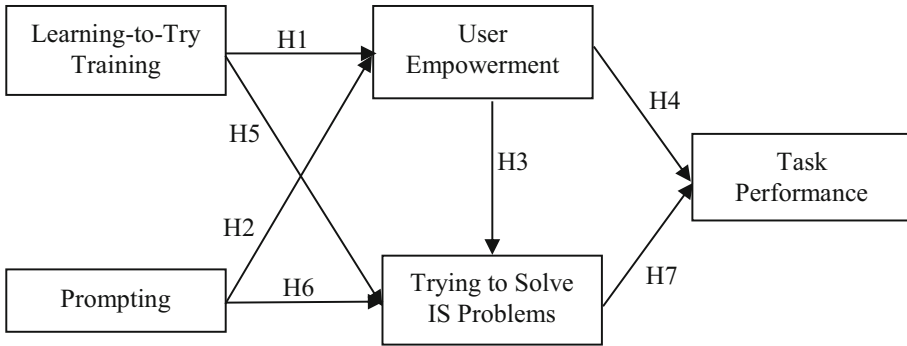 Learning-to-Try
Training
H1
User
Empowerment
H4
H5
H3
Task
Performance
H2
Prompting
H6
Trying to Solve
IS Problems
H7